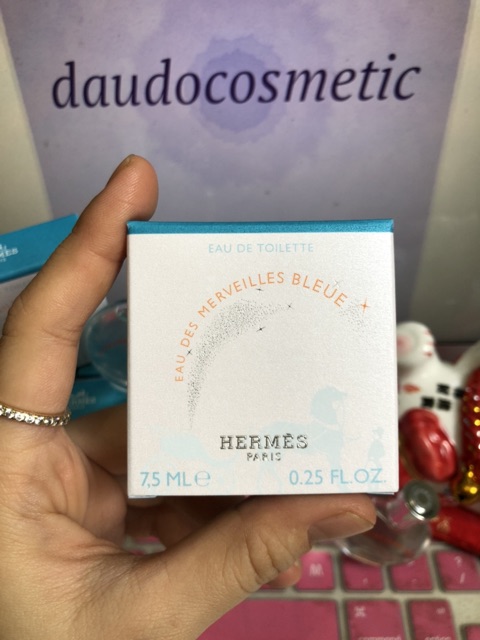 daudocosmetic
EAU DE TOILETTE
EAU DES MERVEILLES BLEUE
HERMÈS
PARIS
7,5 ML ℮
0.25 FL.OZ.